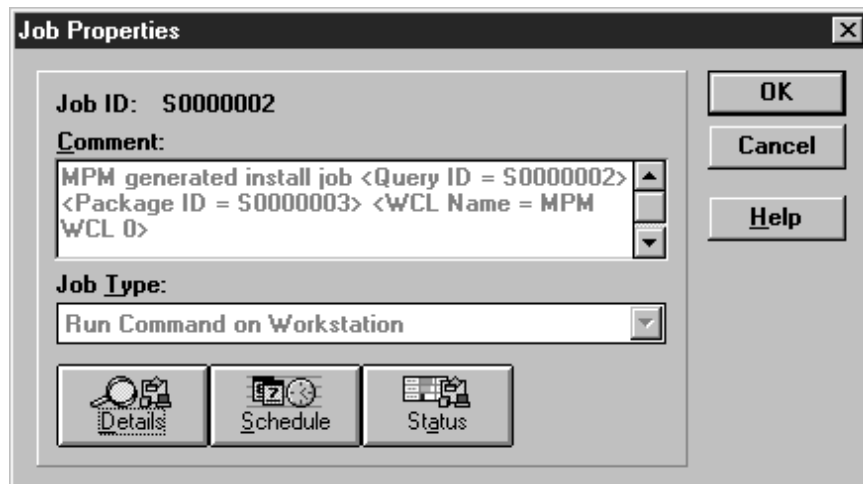 Job Properties
Job ID: S0000002
Comment:
MPM generated install job <Query ID = S0000002>
<Package ID = S0000003> <WCL Name = MPM
WCL 0>
Job Type:
Run Command on Workstation
Details
Schedule
Status
OK
Cancel
Help